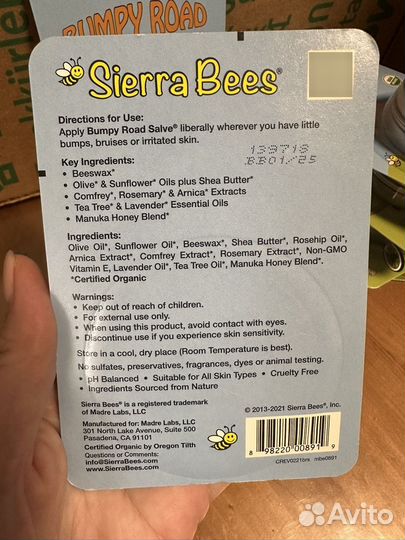 BUMPY ROAD
Sierra Bees®
Directions for Use:
Apply Bumpy Road Salve® liberally wherever you have little
bumps, bruises or irritated skin.
139718
BB01/25
Key Ingredients:
• Beeswax*
• Olive* & Sunflower* Oils plus Shea Butter*
• Comfrey*, Rosemary* & Arnica* Extracts
• Tea Tree* & Lavender* Essential Oils
• Manuka Honey Blend*
Ingredients:
Olive Oil*, Sunflower Oil*, Beeswax*, Shea Butter*, Rosehip Oil*,
Arnica Extract*, Comfrey Extract*, Rosemary Extract*, Non-GMO
Vitamin E, Lavender Oil*, Tea Tree Oil*, Manuka Honey Blend*.
*Certified Organic
Warnings:
• Keep out of reach of children.
• For external use only.
• When using this product, avoid contact with eyes.
• Discontinue use if you experience skin sensitivity.
Store in a cool, dry place (Room Temperature is best).
No sulfates, preservatives, fragrances, dyes or animal testing.
• pH Balanced • Suitable for All Skin Types • Cruelty Free
• Ingredients Sourced from Nature
Sierra Bees® is a registered trademark
of Madre Labs, LLC
Manufactured for: Madre Labs, LLC
301 North Lake Avenue, Suite 500
Pasadena, CA 91101
Certified Organic by Oregon Tilth
Questions or Comments:
info@SierraBees.com
www.SierraBees.com
© 2013-2021 Sierra Bees®, Inc.
8 98220 00891 9
CREV0221brs mbe0891
Avito